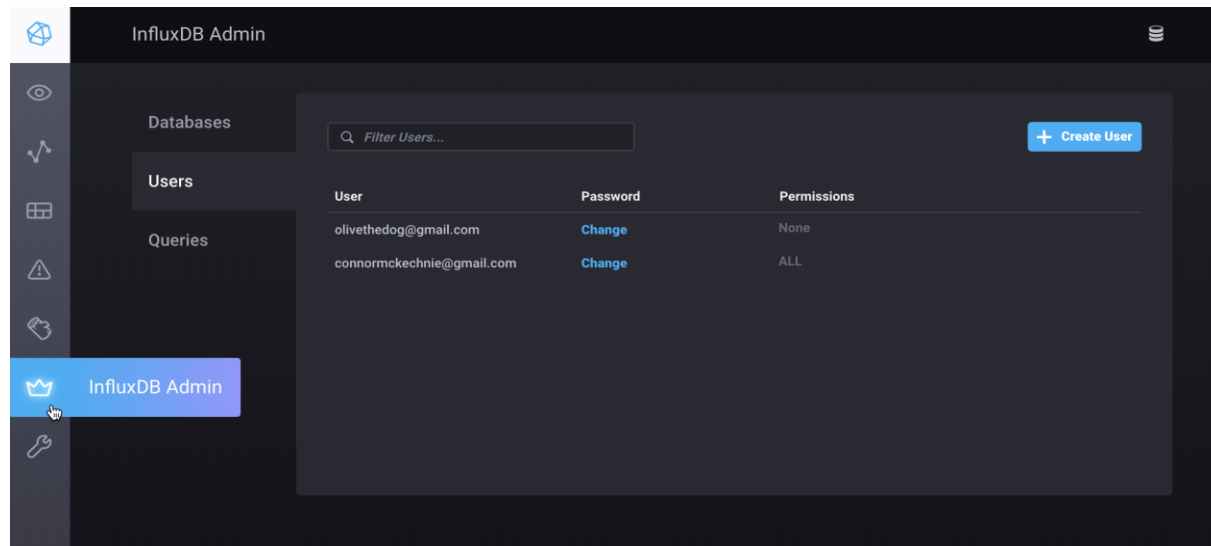 InfluxDB Admin
Databases
Users
Queries
InfluxDB Admin
Filter Users...
Create User
User Password Permissions
olivethedog@gmail.com Change None
connormckechnie@gmail.com Change ALL